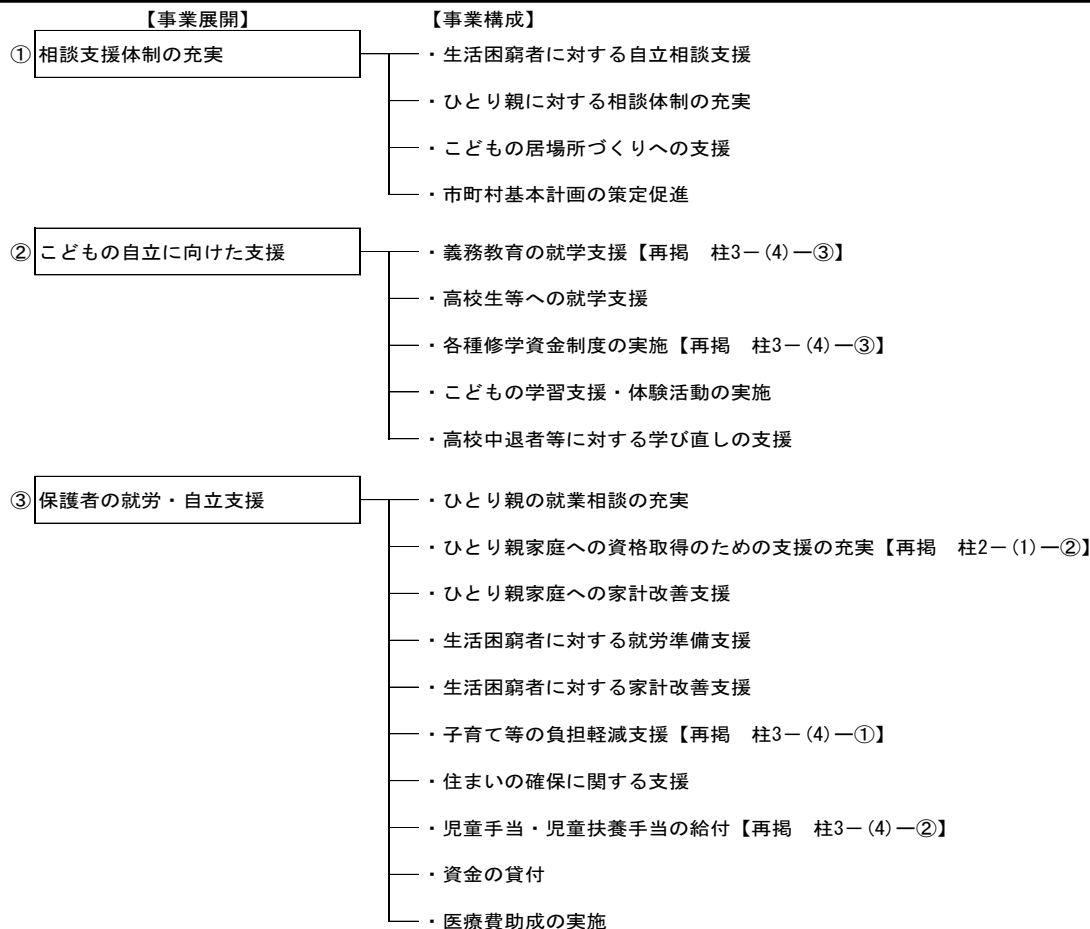 【事業展開】 【事業構成】
① 相談支援体制の充実 ・生活困窮者に対する自立相談支援
・ひとり親に対する相談体制の充実
・こどもの居場所づくりへの支援
・市町村基本計画の策定促進
② こどもの自立に向けた支援 ・義務教育の就学支援【再掲　柱3－(4)―③】
・高校生等への就学支援
・各種修学資金制度の実施【再掲　柱3－(4)―③】
・こどもの学習支援・体験活動の実施
・高校中退者等に対する学び直しの支援
③ 保護者の就労・自立支援 ・ひとり親の就業相談の充実
・ひとり親家庭への資格取得のための支援の充実【再掲　柱2－(1)―②】
・ひとり親家庭への家計改善支援
・生活困窮者に対する就労準備支援
・生活困窮者に対する家計改善支援
・子育て等の負担軽減支援【再掲　柱3－(4)―①】
・住まいの確保に関する支援
・児童手当・児童扶養手当の給付【再掲　柱3－(4)―②】
・資金の貸付
・医療費助成の実施